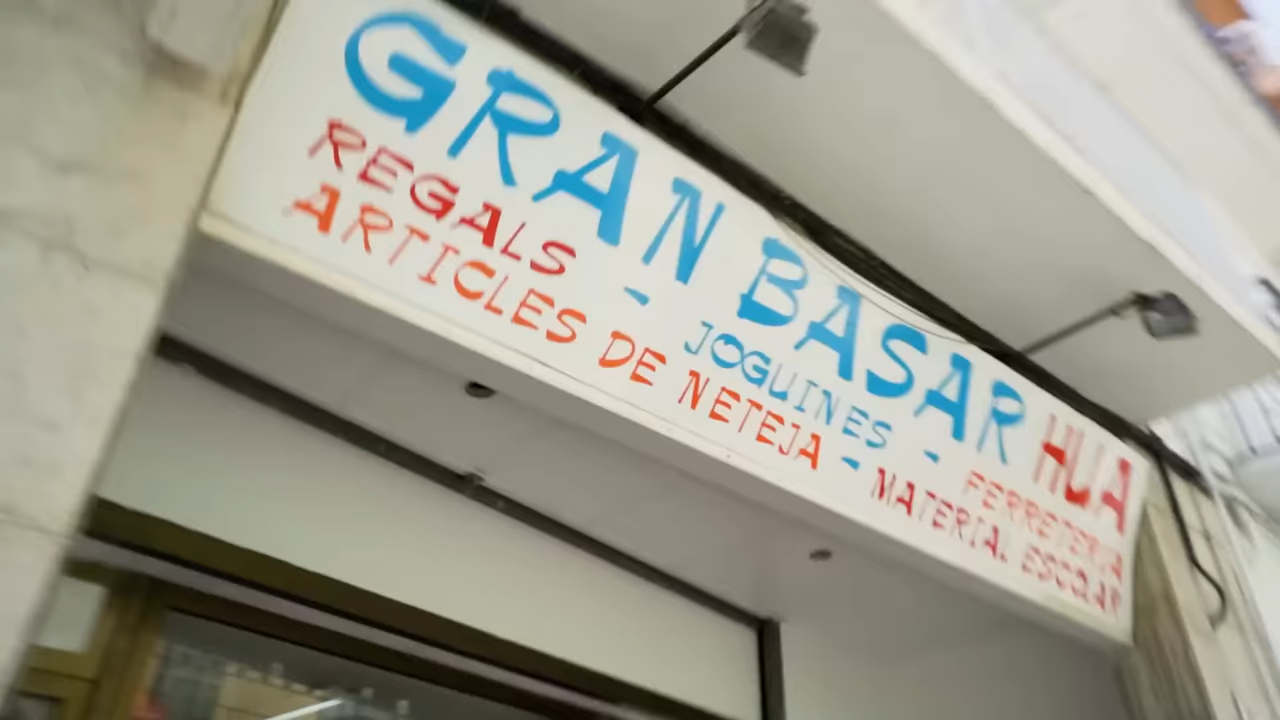 GRAN BASAR HUA
REGALS - JOGUINES - FERRETERIA
ARTICLES DE NETEJA - MATERIAL ESCOLAR